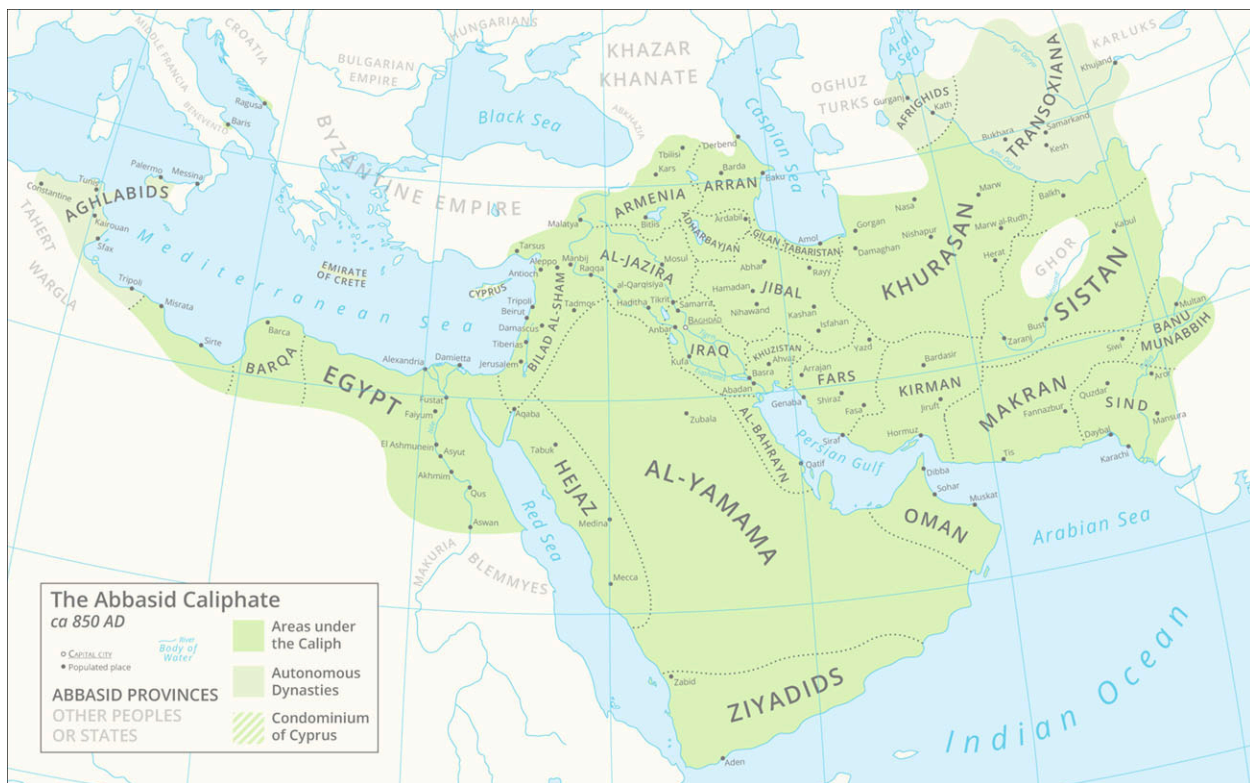 MIDDLE FRANCIA
CROATIA
HUNGARIANS
BULGARIAN
EMPIRE
KHAZAR
KHANATE
ABKHAZIA
OGHUZ
TURKS
KARLUKS
BENEVENTO
Ragusa
Baris
Black Sea
Caspian Sea
Aral
Sea
Syr Darya
Khujand
Gurganj
Kath
AFRIGHIDS
TRANSOXIANA
Bukhara
Samarkand
Kesh
BYZANTINE EMPIRE
Palermo
Messina
Tunis
Constantine
AGHLABIDS
Kairouan
Sfax
TAHERT
WARGLA
Tbilisi
Derbend
Kars
Barda
Baku
ARMENIA
ARRAN
Bitlis
Ardabil
ADHARBAYJAN
GILAN
TABARISTAN
Amol
Gorgan
Damaghan
Nasa
Nishapur
Marw
Marw al-Rudh
Herat
Balkh
Kabul
GHOR
KHURASAN
SISTAN
Malatya
Tarsus
Aleppo
Manbij
Raqqa
Antioch
AL-JAZIRA
Mosul
Abhar
Rayy
JIBAL
Hamadan
Nihawand
Kashan
Isfahan
Yazd
Mediterranean Sea
EMIRATE
OF CRETE
CYPRUS
Tripoli
Beirut
Damascus
Tiberias
Jerusalem
BILAD AL-SHAM
Tadmor
al-Qarqisiya
Haditha
Tikrit
Samarra
BAGHDAD
Anbar
Kufa
IRAQ
Basra
Abadan
KHUZISTAN
Ahvaz
Arrajan
FARS
Shiraz
Fasa
Genaba
Siraf
Bardasir
KIRMAN
Jiruft
Hormuz
Bust
Zaranj
Multan
BANU
MUNABBIH
Siwi
Aror
MAKRAN
Fannazbur
Quzdar
SIND
Mansura
Daybal
Karachi
Tis
Tripoli
Misrata
Sirte
Barca
BARQA
Alexandria
Damietta
EGYPT
Fustat
Faiyum
El Ashmunein
Asyut
Akhmim
Qus
Aswan
Nile
MAKURIA
BLEMMYES
Aqaba
Tabuk
HEJAZ
Medina
Mecca
Red Sea
Zubala
AL-BAHRAYN
Qatif
Persian Gulf
AL-YAMAMA
Dibba
Sohar
Muskat
OMAN
Arabian Sea
Zabid
ZIYADIDS
Aden
Indian Ocean
The Abbasid Caliphate
ca 850 AD
CAPITAL CITY
Populated place
River
Body of
Water
ABBASID PROVINCES
OTHER PEOPLES
OR STATES
Areas under
the Caliph
Autonomous
Dynasties
Condominium
of Cyprus